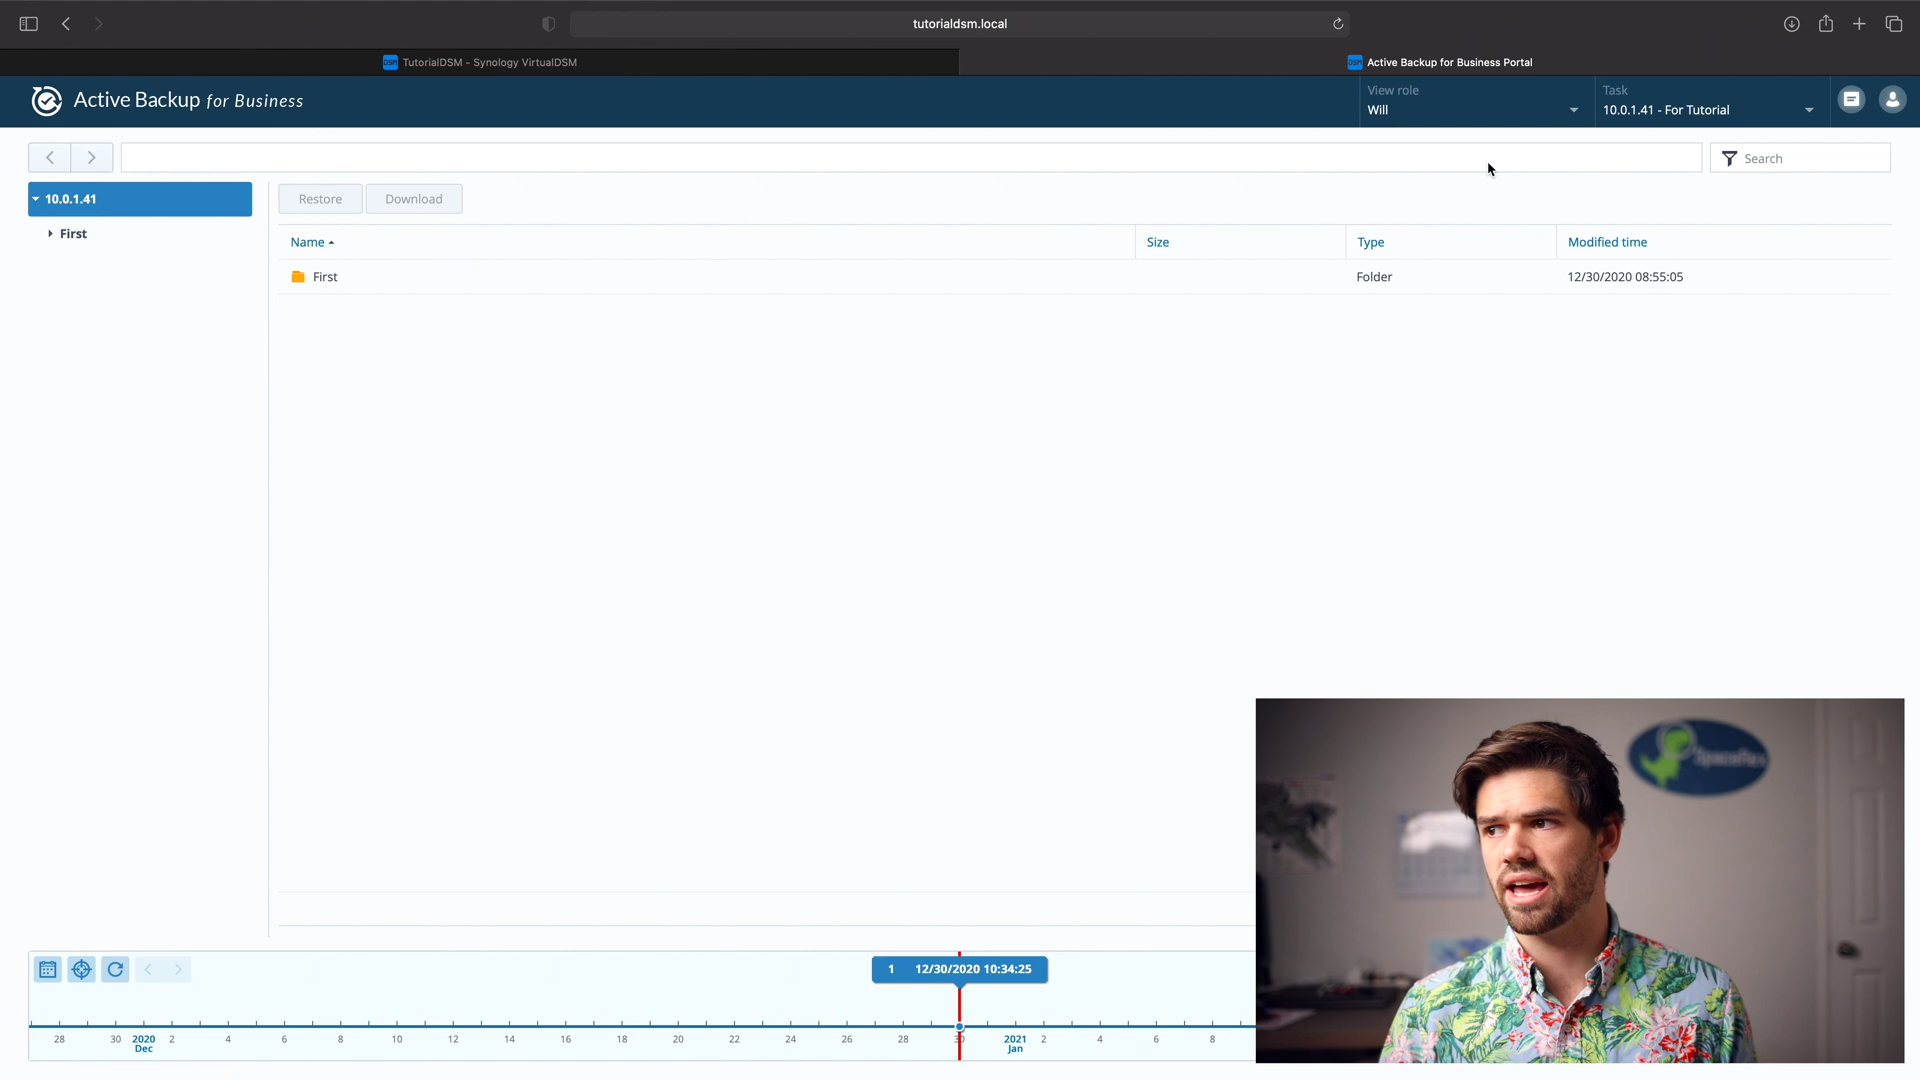 tutorialdsm.local
TutorialDSM - Synology VirtualDSM
Active Backup for Business Portal
Active Backup for Business
View role
Will
Task
10.0.1.41 - For Tutorial
Search
10.0.1.41
First
Restore
Download
Name
Size
Type
Modified time
First
Folder
12/30/2020 08:55:05
1 12/30/2020 10:34:25
28 30 2020 2 4 6 8 10 12 14 16 18 20 22 24 26 28 30 2021 2 4 6 8
Dec Jan
SpaceRex